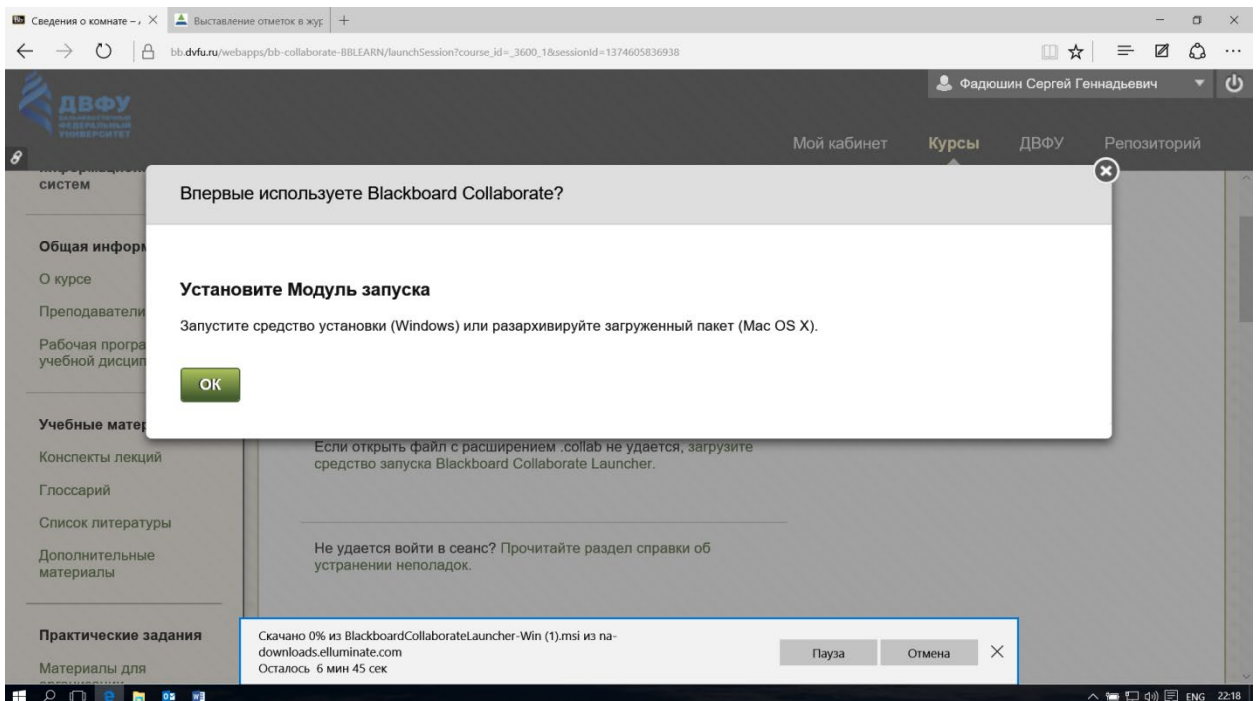 Сведения о комнате – ,
Выставление отметок в жур
bb.dvfu.ru/webapps/bb-collaborate-BBLEARN/launchSession?course_id=_3600_1&sessionId=1374605836938
Фадюшин Сергей Геннадьевич
ДВФУ
ДАЛЬНЕВОСТОЧНЫЙ
ФЕДЕРАЛЬНЫЙ
УНИВЕРСИТЕТ
Мой кабинет Курсы ДВФУ Репозиторий
систем
Общая информ
О курсе
Преподаватели
Рабочая програ
учебной дисцип
Учебные матер
Конспекты лекций
Глоссарий
Список литературы
Дополнительные
материалы
Практические задания
Материалы для
Впервые используете Blackboard Collaborate?
Установите Модуль запуска
Запустите средство установки (Windows) или разархивируйте загруженный пакет (Mac OS X).
ОК
Если открыть файл с расширением .collab не удается, загрузите
средство запуска Blackboard Collaborate Launcher.
Не удается войти в сеанс? Прочитайте раздел справки об
устранении неполадок.
Скачано 0% из BlackboardCollaborateLauncher-Win (1).msi из na-
downloads.elluminate.com
Осталось 6 мин 45 сек
Пауза Отмена
ENG 22:18